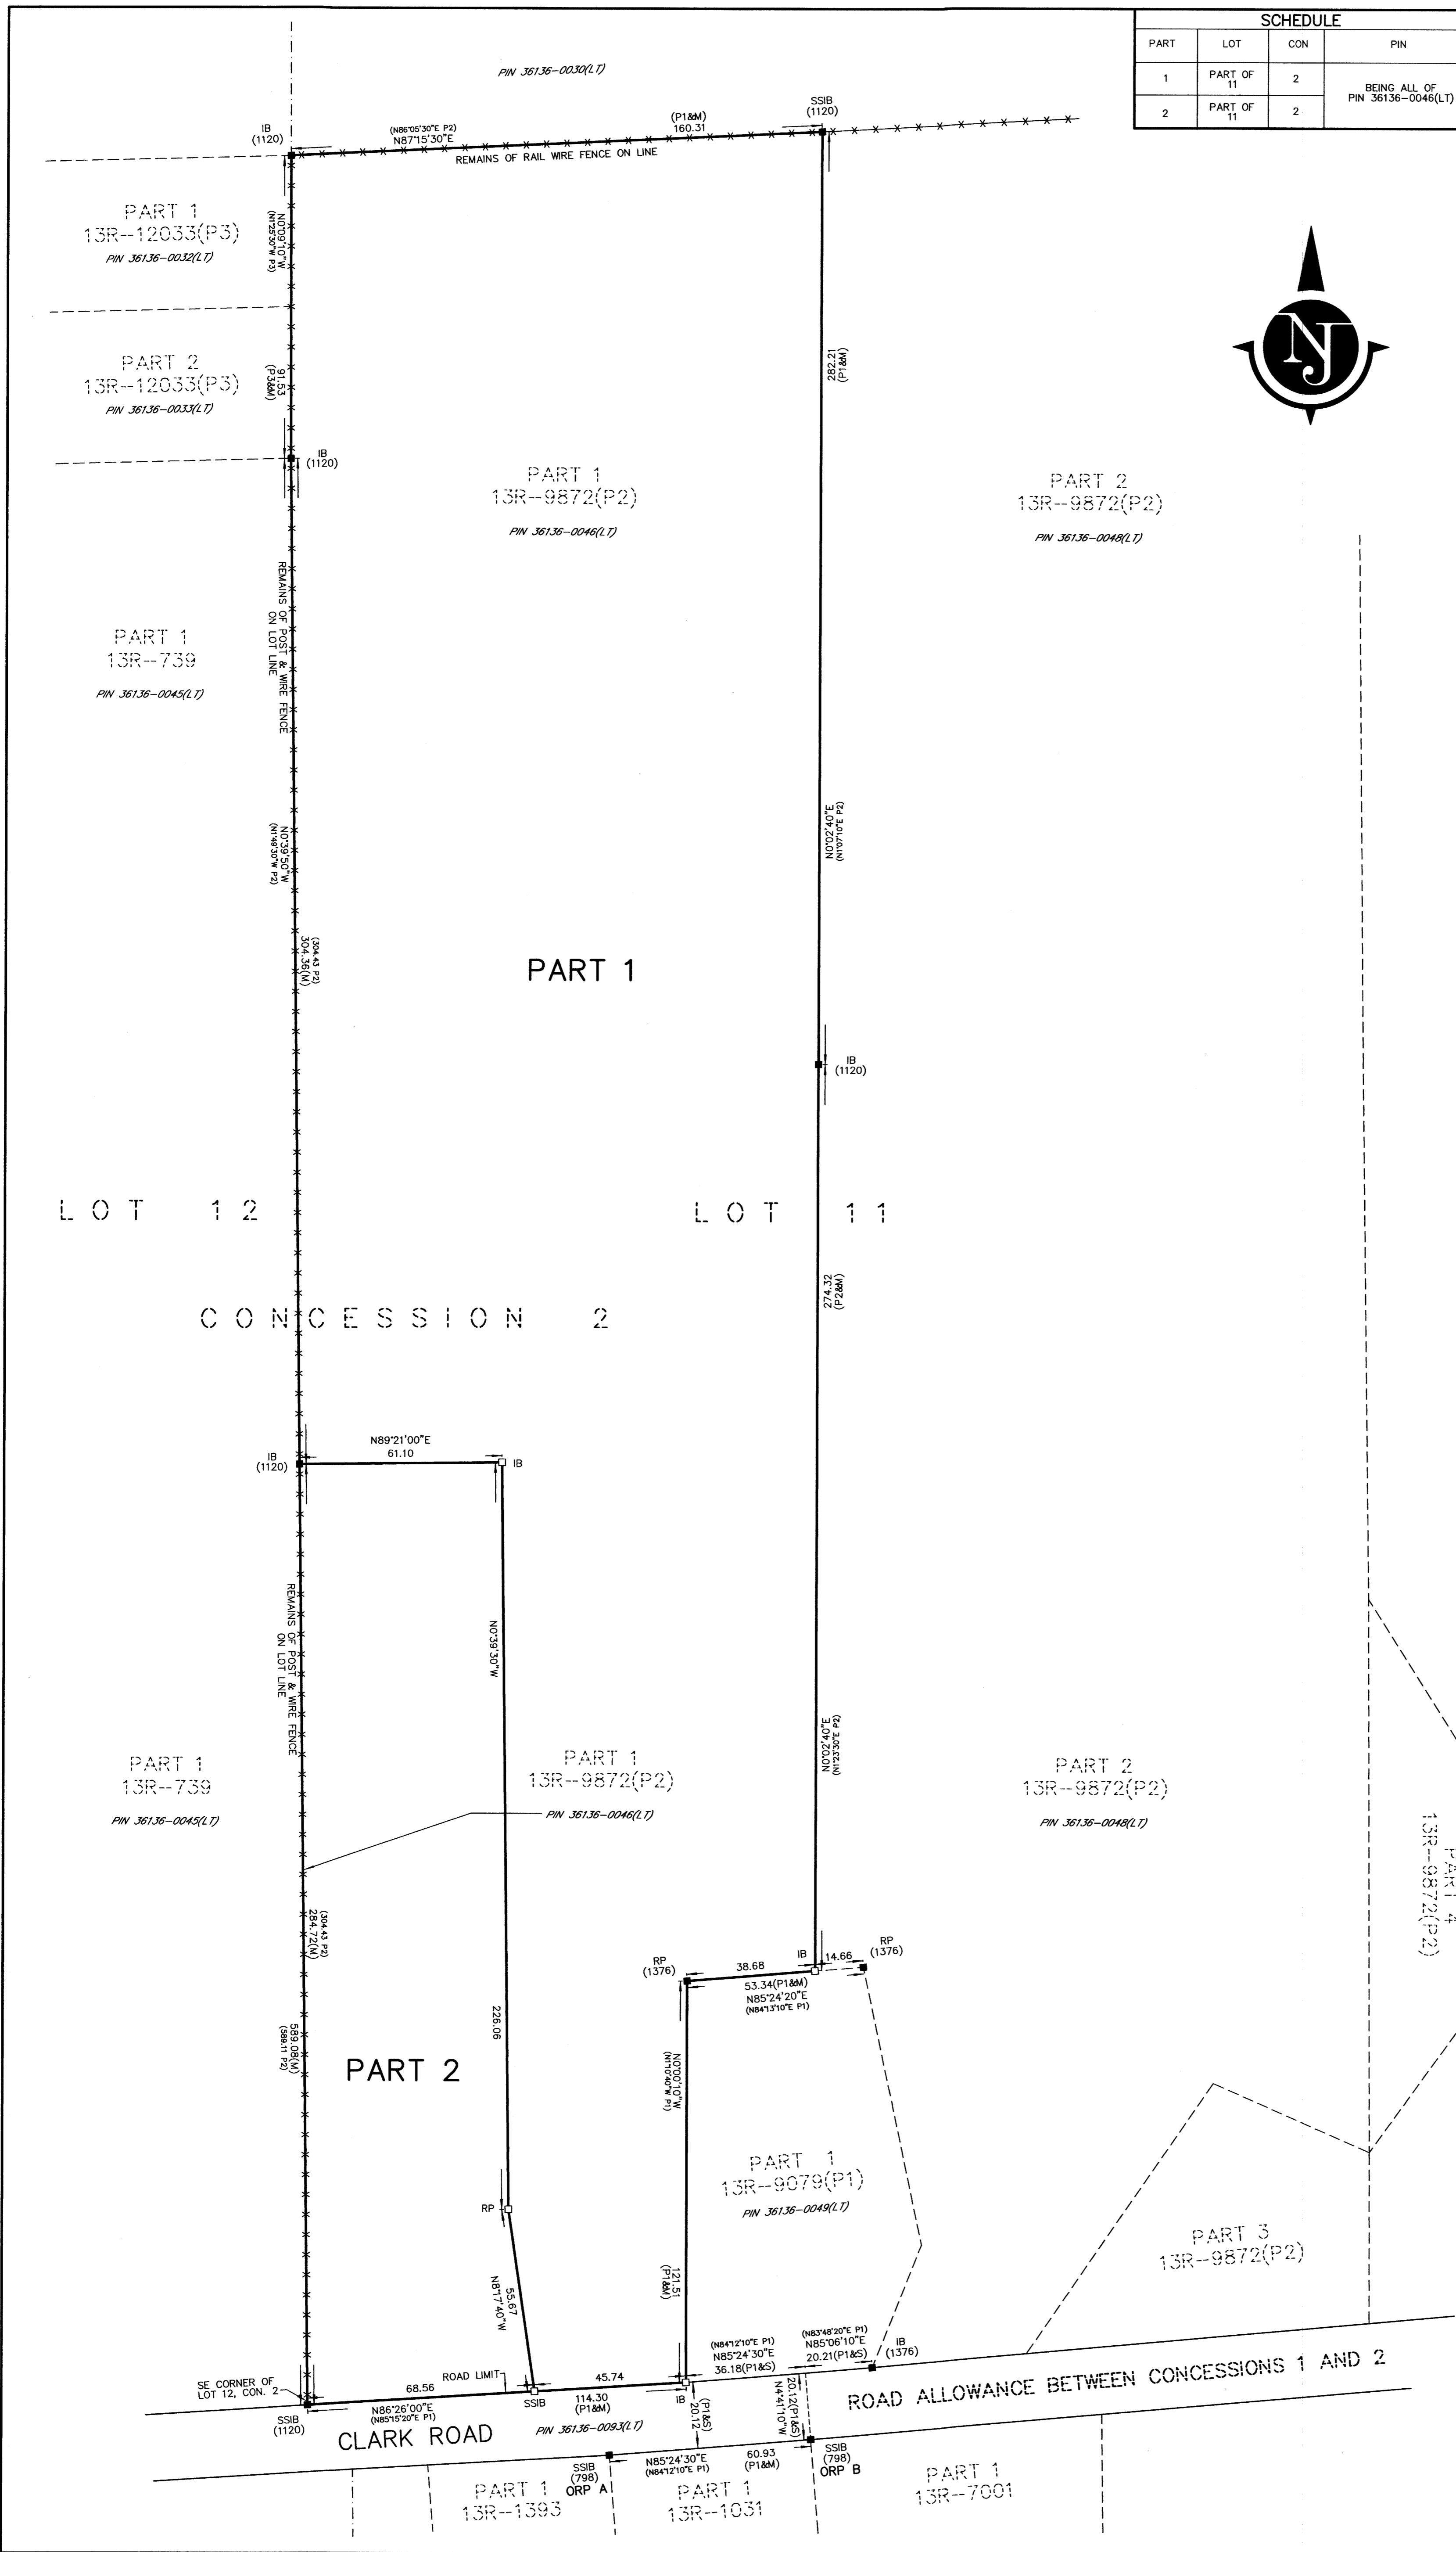 SCHEDULE
PART LOT CON PIN
1 PART OF 11 2 BEING ALL OF PIN 36136-0046(LT)
2 PART OF 11 2
PIN 36136-0030(LT)
SSIB
(1120)
(P1&M)
160.31
(N86°05'30"E P2)
N87°15'30"E
REMAINS OF RAIL WIRE FENCE ON LINE
IB
(1120)
PART 1
13R-12033(P3)
PIN 36136-0032(LT)
N0°09'10"W
(N1°25'30"W P3)
PART 2
13R-12033(P3)
PIN 36136-0033(LT)
91.53
(P3&M)
IB
(1120)
282.21
(P1&M)
NJ
PART 1
13R-9872(P2)
PIN 36136-0046(LT)
PART 2
13R-9872(P2)
PIN 36136-0048(LT)
REMAINS OF POST & WIRE FENCE
ON LOT LINE
PART 1
13R-739
PIN 36136-0045(LT)
N0°39'50"W
(N1°49'30"W P2)
N0°02'40"E
(N1°07'10"E P2)
(304.43 P2)
304.36(M)
PART 1
IB
(1120)
LOT 12
LOT 11
274.32
(P2&M)
CONCESSION 2
N89°21'00"E
61.10
IB
(1120)
IB
REMAINS OF POST & WIRE FENCE
ON LOT LINE
N0°39'30"W
N0°02'40"E
(N1°23'30"E P2)
PART 1
13R-739
PIN 36136-0045(LT)
PART 1
13R-9872(P2)
PIN 36136-0046(LT)
PART 2
13R-9872(P2)
PIN 36136-0048(LT)
PART 4
13R-9872(P2)
(304.43 P2)
284.72(M)
589.08(M)
(589.11 P2)
226.06
PART 2
RP
(1376)
38.68
IB
14.66
RP
(1376)
53.34(P1&M)
N85°24'20"E
(N84°13'10"E P1)
N0°00'10"W
(N1°10'40"W P1)
PART 1
13R-9079(P1)
PIN 36136-0049(LT)
RP
55.67
N8°17'40"W
121.51
(P1&M)
PART 3
13R-9872(P2)
SE CORNER OF
LOT 12, CON. 2
ROAD LIMIT
68.56
45.74
SSIB
114.30
(P1&M)
IB
N86°26'00"E
(N85°15'20"E P1)
SSIB
(1120)
(N84°12'10"E P1)
N85°24'30"E
36.18(P1&S)
(N83°48'20"E P1)
N85°06'10"E
20.21(P1&S)
IB
(1376)
20.12
(P1&S)
20.12(P1&S)
N4°41'10"W
ROAD ALLOWANCE BETWEEN CONCESSIONS 1 AND 2
CLARK ROAD
PIN 36136-0093(LT)
SSIB
(798)
ORP A
N85°24'30"E
(N84°12'10"E P1)
60.93
(P1&M)
SSIB
(798)
ORP B
PART 1
13R-1393
PART 1
13R-1031
PART 1
13R-7001